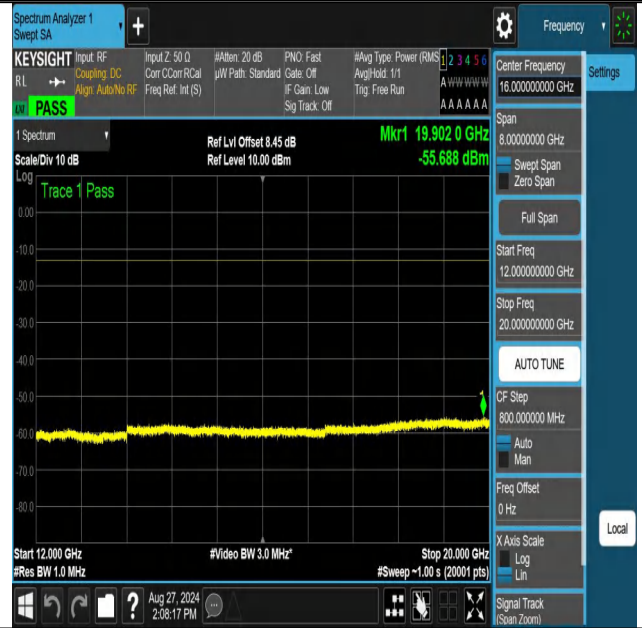 Spectrum Analyzer 1
Swept SA
+
Frequency
KEYSIGHT
RL
LXI PASS
Input: RF
Coupling: DC
Align: Auto/No RF
Input Z: 50 Ω
Corr CCorr RCal
Freq Ref: Int (S)
#Atten: 20 dB
µW Path: Standard
PNO: Fast
Gate: Off
IF Gain: Low
Sig Track: Off
#Avg Type: Power (RMS
Avg|Hold: 1/1
Trig: Free Run
1 2 3 4 5 6
A W W W W W
A A A A A A
1 Spectrum
Scale/Div 10 dB
Ref Lvl Offset 8.45 dB
Ref Level 10.00 dBm
Mkr1 19.902 0 GHz
-55.688 dBm
Log
Trace 1 Pass
0.00
-10.0
-20.0
-30.0
-40.0
-50.0
-60.0
-70.0
-80.0
1
Start 12.000 GHz
#Res BW 1.0 MHz
#Video BW 3.0 MHz*
Stop 20.000 GHz
#Sweep ~1.00 s (20001 pts)
Aug 27, 2024
2:08:17 PM
?
Center Frequency
16.000000000 GHz
Settings
Span
8.00000000 GHz
Swept Span
Zero Span
Full Span
Start Freq
12.000000000 GHz
Stop Freq
20.000000000 GHz
AUTO TUNE
CF Step
800.000000 MHz
Auto
Man
Freq Offset
0 Hz
X Axis Scale
Log
Lin
Local
Signal Track
(Span Zoom)